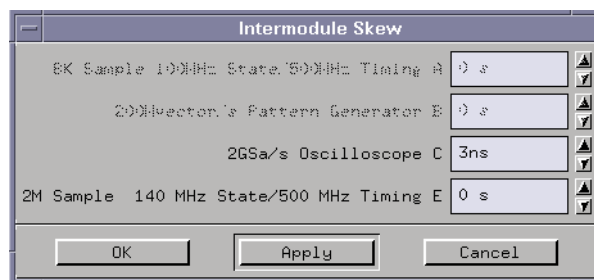 Intermodule Skew
8K Sample 100MHz State/500MHz Timing A 0 s
200Mvector/s Pattern Generator B 0 s
2GSa/s Oscilloscope C 3ns
2M Sample 140 MHz State/500 MHz Timing E 0 s
OK Apply Cancel